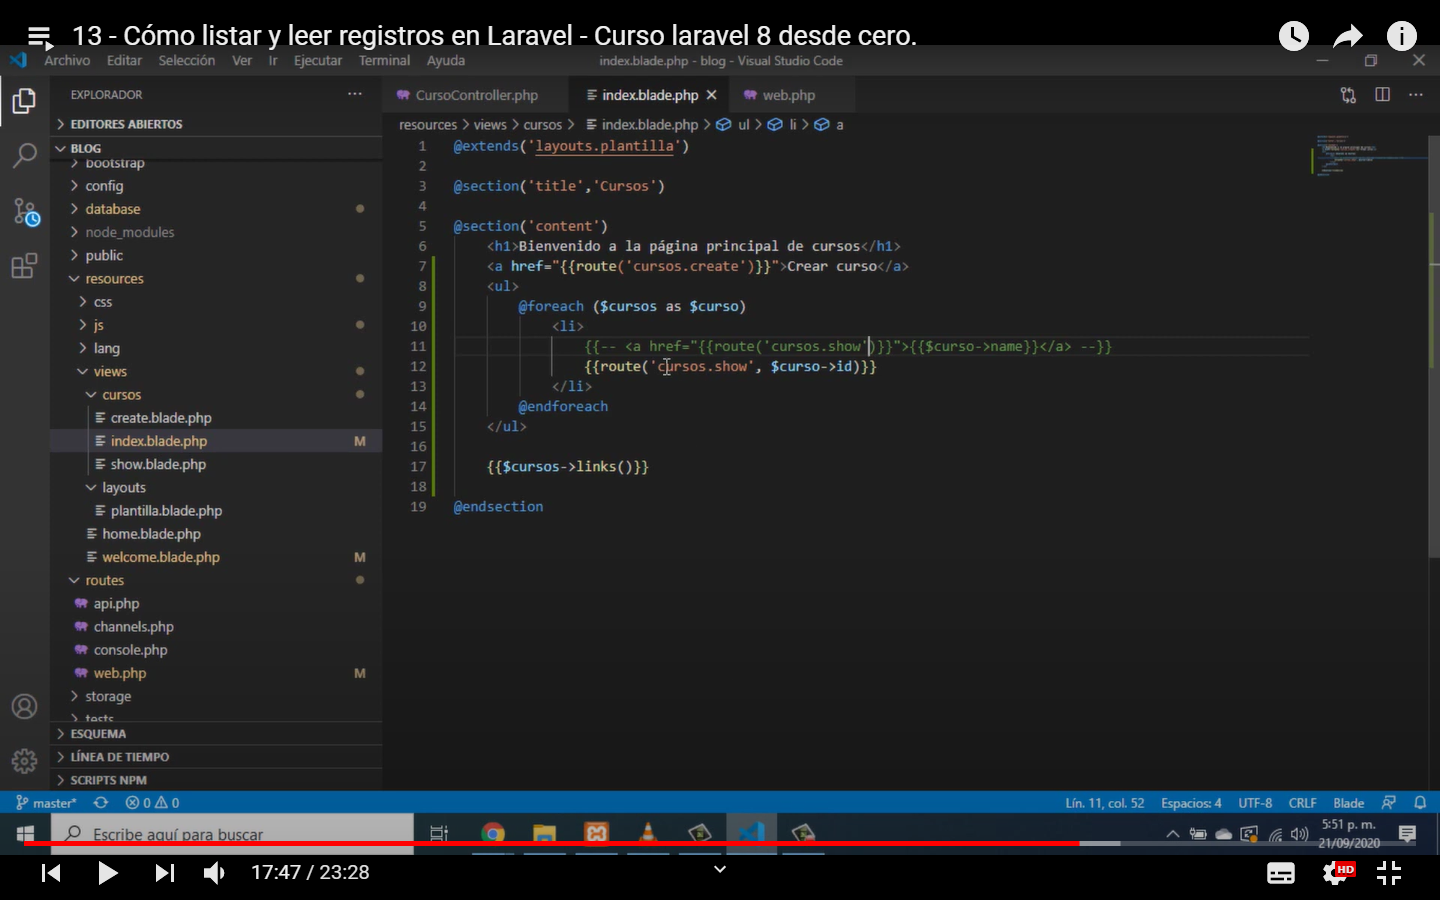 13 - Cómo listar y leer registros en Laravel - Curso laravel 8 desde cero.
Archivo Editar Selección Ver Ir Ejecutar Terminal Ayuda
index.blade.php - blog - Visual Studio Code
EXPLORADOR
EDITORES ABIERTOS
BLOG
bootstrap
config
database
node_modules
public
resources
css
js
lang
views
cursos
create.blade.php
index.blade.php M
show.blade.php
layouts
plantilla.blade.php
home.blade.php
welcome.blade.php M
routes
api.php
channels.php
console.php
web.php M
storage
tests
ESQUEMA
LÍNEA DE TIEMPO
SCRIPTS NPM
CursoController.php index.blade.php web.php
resources > views > cursos > index.blade.php > ul > li > a
1 @extends('layouts.plantilla')
2
3 @section('title','Cursos')
4
5 @section('content')
6 <h1>Bienvenido a la página principal de cursos</h1>
7 <a href="{{route('cursos.create')}}">Crear curso</a>
8 <ul>
9 @foreach ($cursos as $curso)
10 <li>
11 {{-- <a href="{{route('cursos.show')}}">{{$curso->name}}</a> --}}
12 {{route('cursos.show', $curso->id)}}
13 </li>
14 @endforeach
15 </ul>
16
17 {{$cursos->links()}}
18
19 @endsection
master* 0 0
Lín. 11, col. 52 Espacios: 4 UTF-8 CRLF Blade
Escribe aquí para buscar
5:51 p. m.
21/09/2020
17:47 / 23:28
HD